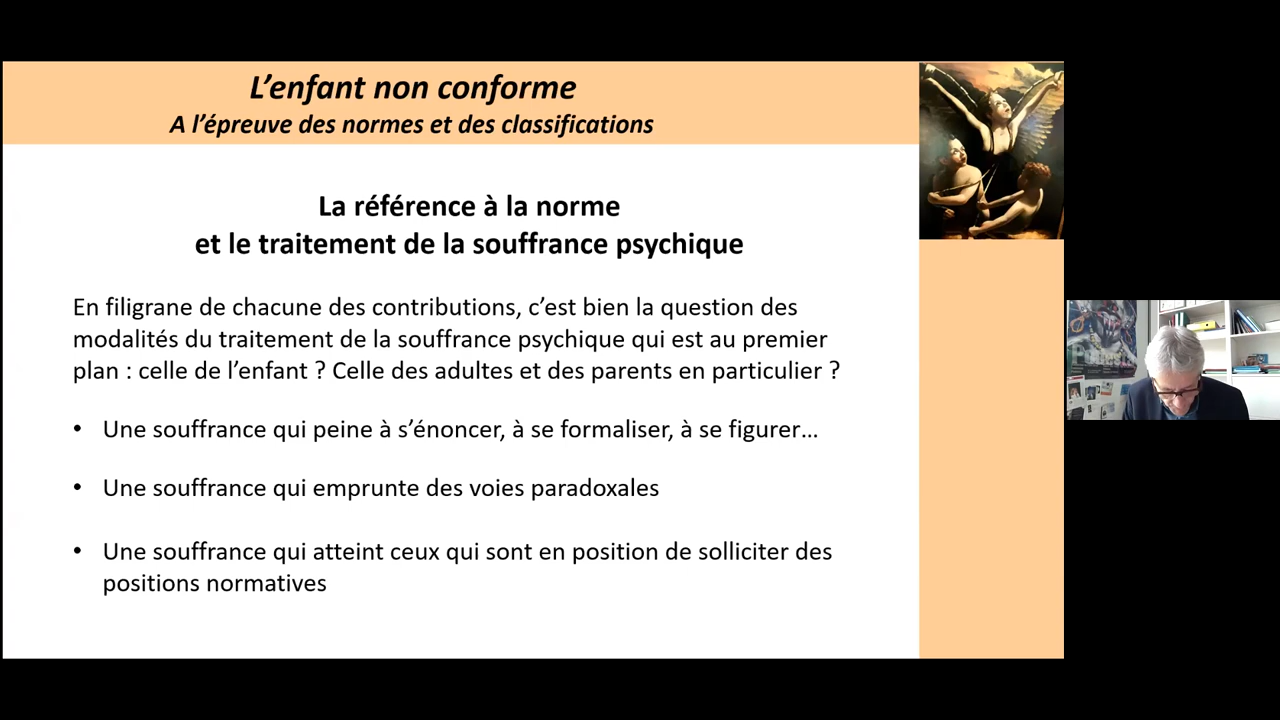 L’enfant non conforme
A l’épreuve des normes et des classifications
La référence à la norme
et le traitement de la souffrance psychique
En filigrane de chacune des contributions, c’est bien la question des
modalités du traitement de la souffrance psychique qui est au premier
plan : celle de l’enfant ? Celle des adultes et des parents en particulier ?
• Une souffrance qui peine à s’énoncer, à se formaliser, à se figurer…
• Une souffrance qui emprunte des voies paradoxales
• Une souffrance qui atteint ceux qui sont en position de solliciter des
positions normatives